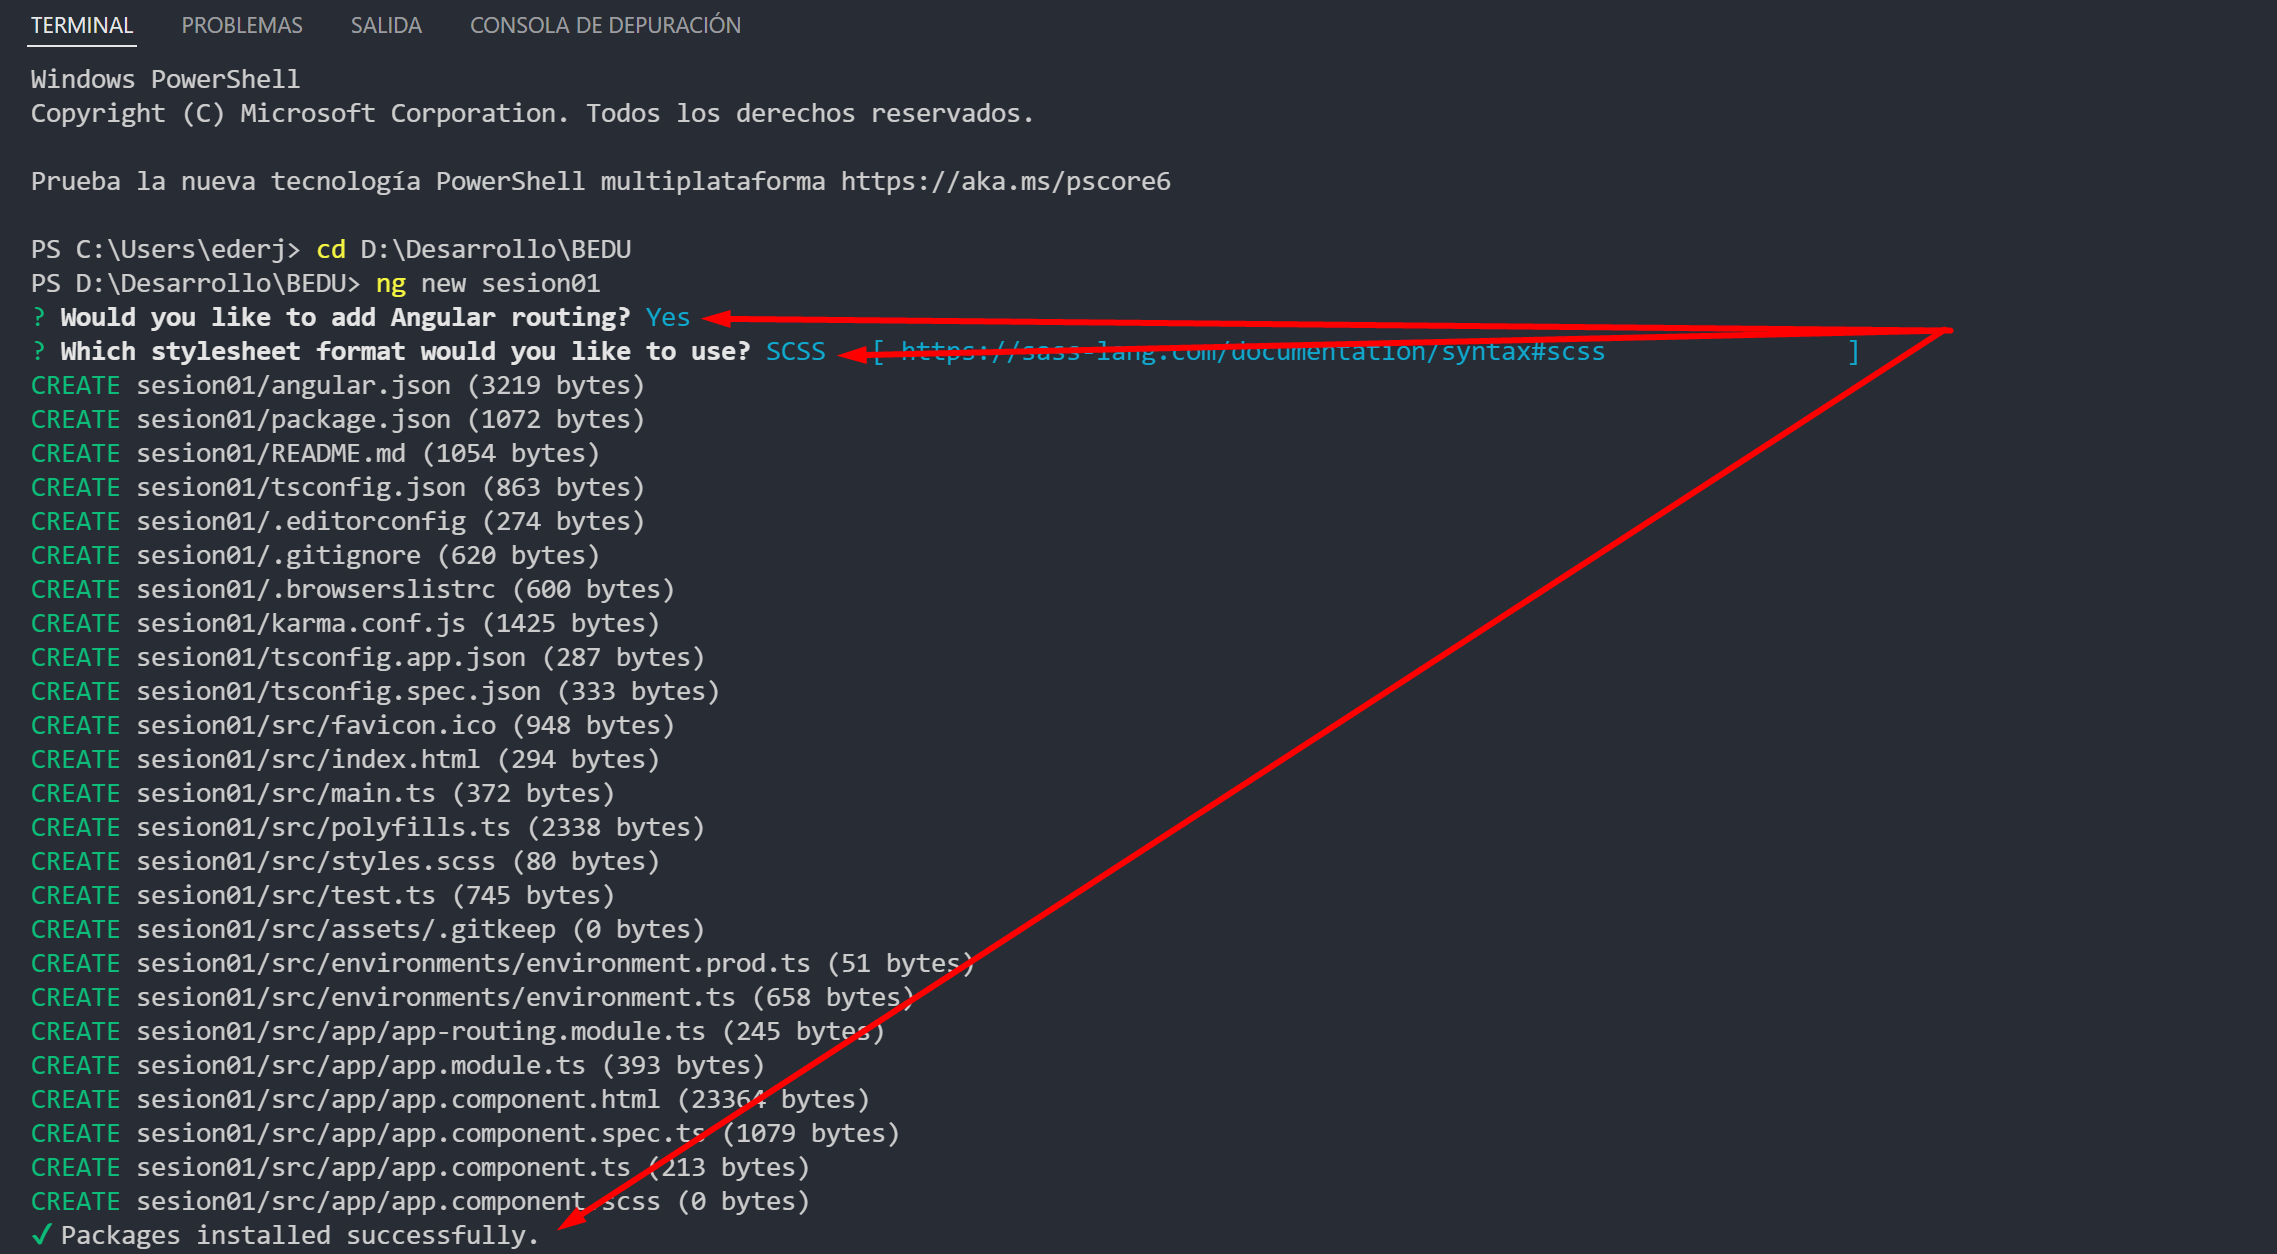 TERMINAL PROBLEMAS SALIDA CONSOLA DE DEPURACIÓN
Windows PowerShell
Copyright (C) Microsoft Corporation. Todos los derechos reservados.
Prueba la nueva tecnología PowerShell multiplataforma https://aka.ms/pscore6
PS C:\Users\ederj> cd D:\Desarrollo\BEDU
PS D:\Desarrollo\BEDU> ng new sesion01
? Would you like to add Angular routing? Yes
? Which stylesheet format would you like to use? SCSS [ https://sass-lang.com/documentation/syntax#scss ]
CREATE sesion01/angular.json (3219 bytes)
CREATE sesion01/package.json (1072 bytes)
CREATE sesion01/README.md (1054 bytes)
CREATE sesion01/tsconfig.json (863 bytes)
CREATE sesion01/.editorconfig (274 bytes)
CREATE sesion01/.gitignore (620 bytes)
CREATE sesion01/.browserslistrc (600 bytes)
CREATE sesion01/karma.conf.js (1425 bytes)
CREATE sesion01/tsconfig.app.json (287 bytes)
CREATE sesion01/tsconfig.spec.json (333 bytes)
CREATE sesion01/src/favicon.ico (948 bytes)
CREATE sesion01/src/index.html (294 bytes)
CREATE sesion01/src/main.ts (372 bytes)
CREATE sesion01/src/polyfills.ts (2338 bytes)
CREATE sesion01/src/styles.scss (80 bytes)
CREATE sesion01/src/test.ts (745 bytes)
CREATE sesion01/src/assets/.gitkeep (0 bytes)
CREATE sesion01/src/environments/environment.prod.ts (51 bytes)
CREATE sesion01/src/environments/environment.ts (658 bytes)
CREATE sesion01/src/app/app-routing.module.ts (245 bytes)
CREATE sesion01/src/app/app.module.ts (393 bytes)
CREATE sesion01/src/app/app.component.html (23364 bytes)
CREATE sesion01/src/app/app.component.spec.ts (1079 bytes)
CREATE sesion01/src/app/app.component.ts (213 bytes)
CREATE sesion01/src/app/app.component.scss (0 bytes)
✓ Packages installed successfully.